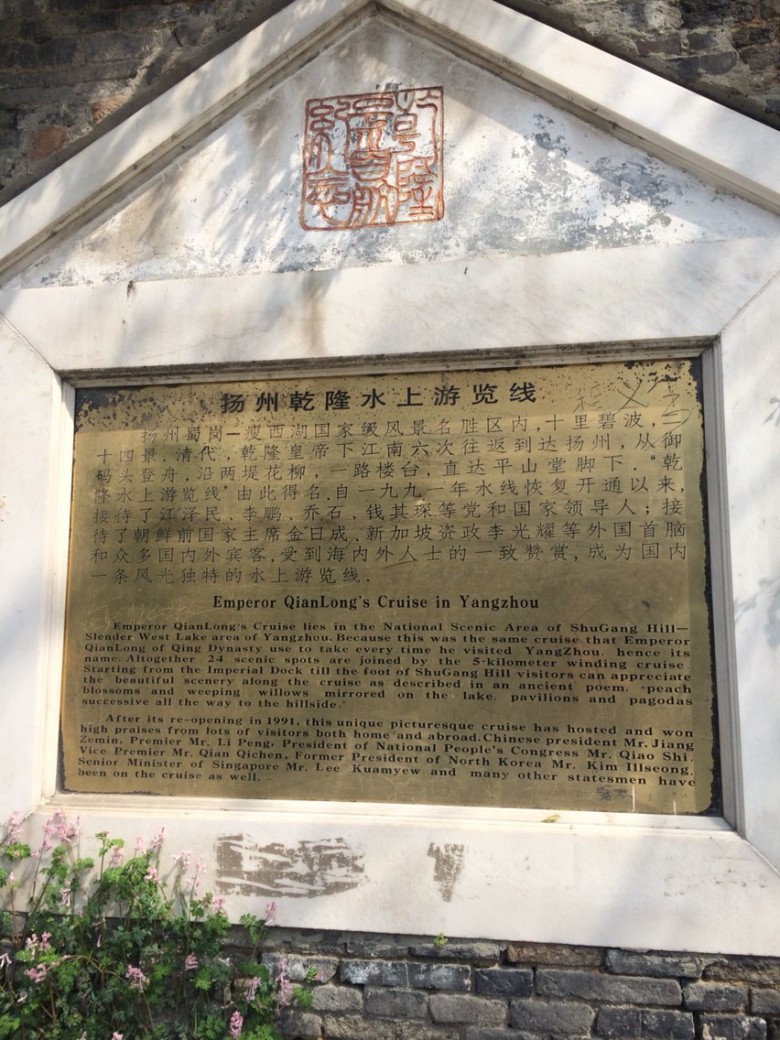 乾隆
扬州乾隆水上游览线
扬州蜀岗—瘦西湖国家级风景名胜区内,十里碧波,二
十四景.清代,乾隆皇帝下江南六次往返到达扬州,从御
码头登舟,沿两堤花柳,一路楼台,直达平山堂脚下."乾
隆水上游览线"由此得名.自一九九一年水线恢复开通以来,
接待了江泽民、李鹏、乔石、钱其琛等党和国家领导人;接
待了朝鲜前国家主席金日成、新加坡资政李光耀等外国首脑
和众多国内外宾客,受到海内外人士的一致赞赏,成为国内
一条风光独特的水上游览线.
Emperor QianLong's Cruise in Yangzhou
Emperor QianLong's Cruise lies in the National Scenic Area of ShuGang Hill—
Slender West Lake area of Yangzhou. Because this was the same cruise that Emperor
QianLong of Qing Dynasty use to take every time he visited YangZhou, hence its
name. Altogether 24 scenic spots are joined by the 5-kilometer winding cruise
Starting from the Imperial Dock till the foot of ShuGang Hill visitors can appreciate
the beautiful scenery along the cruise as described in an ancient poem, "peach
blossoms and weeping willows mirrored on the lake, pavilions and pagodas
successive all the way to the hillside."
After its re-opening in 1991, this unique picturesque cruise has hosted and won
high praises from lots of visitors both home and abroad. Chinese president Mr. Jiang
Zemin, Premier Mr. Li Peng, President of National People's Congress Mr. Qiao Shi,
Vice Premier Mr. Qian Qichen, Former President of North Korea Mr. Kim Illseong,
Senior Minister of Singapore Mr. Lee Kuamyew and many other statesmen have
been on the cruise as well.